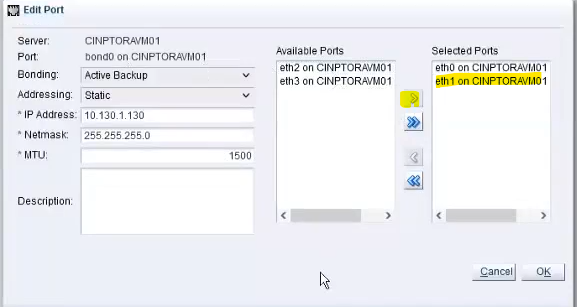 Edit Port
Server: CINPTORAVM01
Port: bond0 on CINPTORAVM01
Bonding: Active Backup
Addressing: Static
* IP Address: 10.130.1.130
* Netmask: 255.255.255.0
* MTU: 1500
Description:
Available Ports
eth2 on CINPTORAVM01
eth3 on CINPTORAVM01
Selected Ports
eth0 on CINPTORAVM01
eth1 on CINPTORAVM01
Cancel
OK